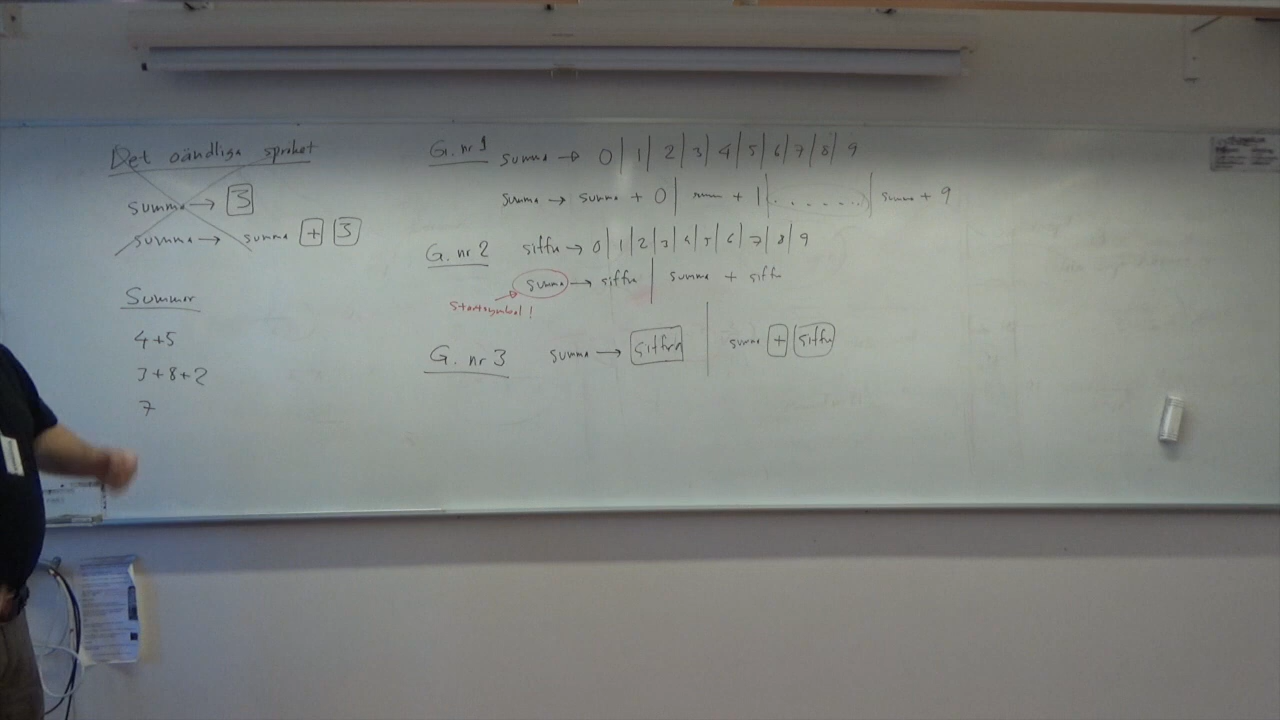 Det oändliga språket
summa → 3
summa → summa + 3
Summor
4+5
3+8+2
7
G. nr 1 summa → 0 | 1 | 2 | 3 | 4 | 5 | 6 | 7 | 8 | 9
summa → summa + 0 | summa + 1 | ........ | summa + 9
G. nr 2 siffra → 0 | 1 | 2 | 3 | 4 | 5 | 6 | 7 | 8 | 9
summa → siffra | summa + siffra
startsymbol!
G. nr 3 summa → siffra | summa + siffra